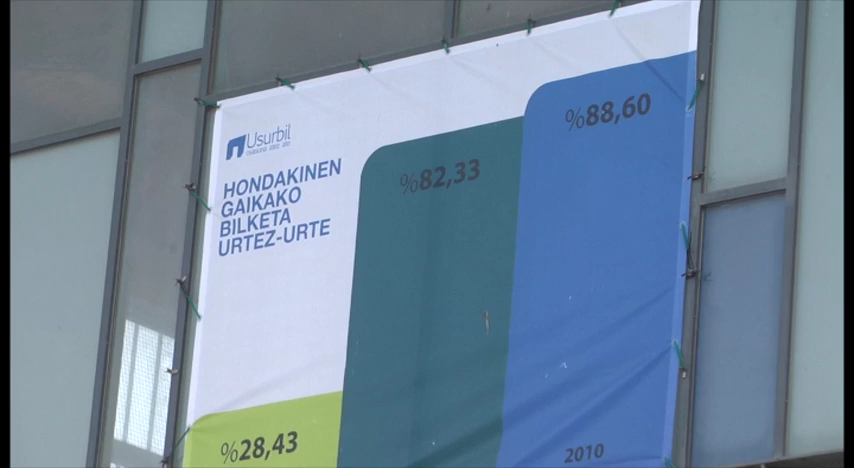 Usurbil
HONDAKINEN
GAIKAKO
BILKETA
URTEZ-URTE
%28,43
%82,33
%88,60
2010